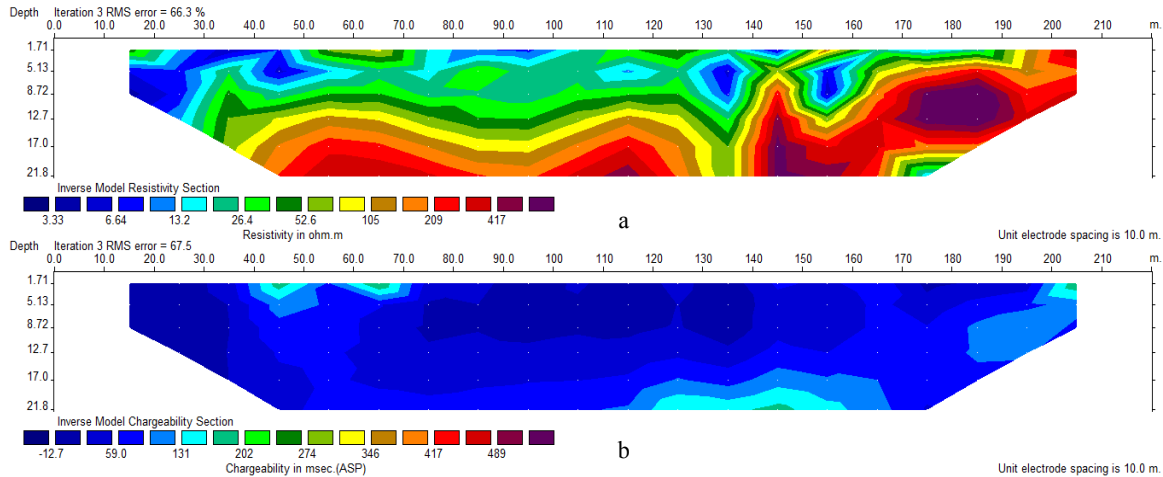 Depth Iteration 3 RMS error = 66.3 %
0.0 10.0 20.0 30.0 40.0 50.0 60.0 70.0 80.0 90.0 100 110 120 130 140 150 160 170 180 190 200 210 m.
1.71
5.13
8.72
12.7
17.0
21.8
Inverse Model Resistivity Section
3.33 6.64 13.2 26.4 52.6 105 209 417
Resistivity in ohm.m
a
Unit electrode spacing is 10.0 m.
Depth Iteration 3 RMS error = 67.5
0.0 10.0 20.0 30.0 40.0 50.0 60.0 70.0 80.0 90.0 100 110 120 130 140 150 160 170 180 190 200 210 m.
1.71
5.13
8.72
12.7
17.0
21.8
Inverse Model Chargeability Section
-12.7 59.0 131 202 274 346 417 489
Chargeability in msec.(ASP)
b
Unit electrode spacing is 10.0 m.